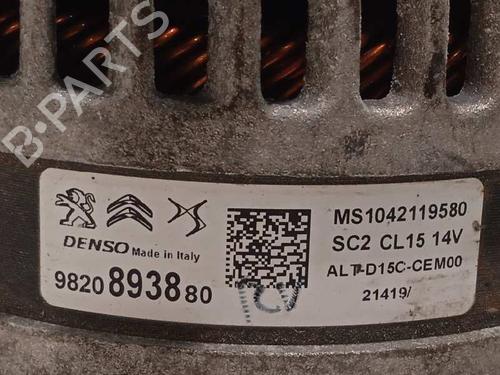 B-PARTS
DENSO Made in Italy
9820893880
MS1042119580
SC2 CL15 14V
ALT-D15C-CEM00
21419/